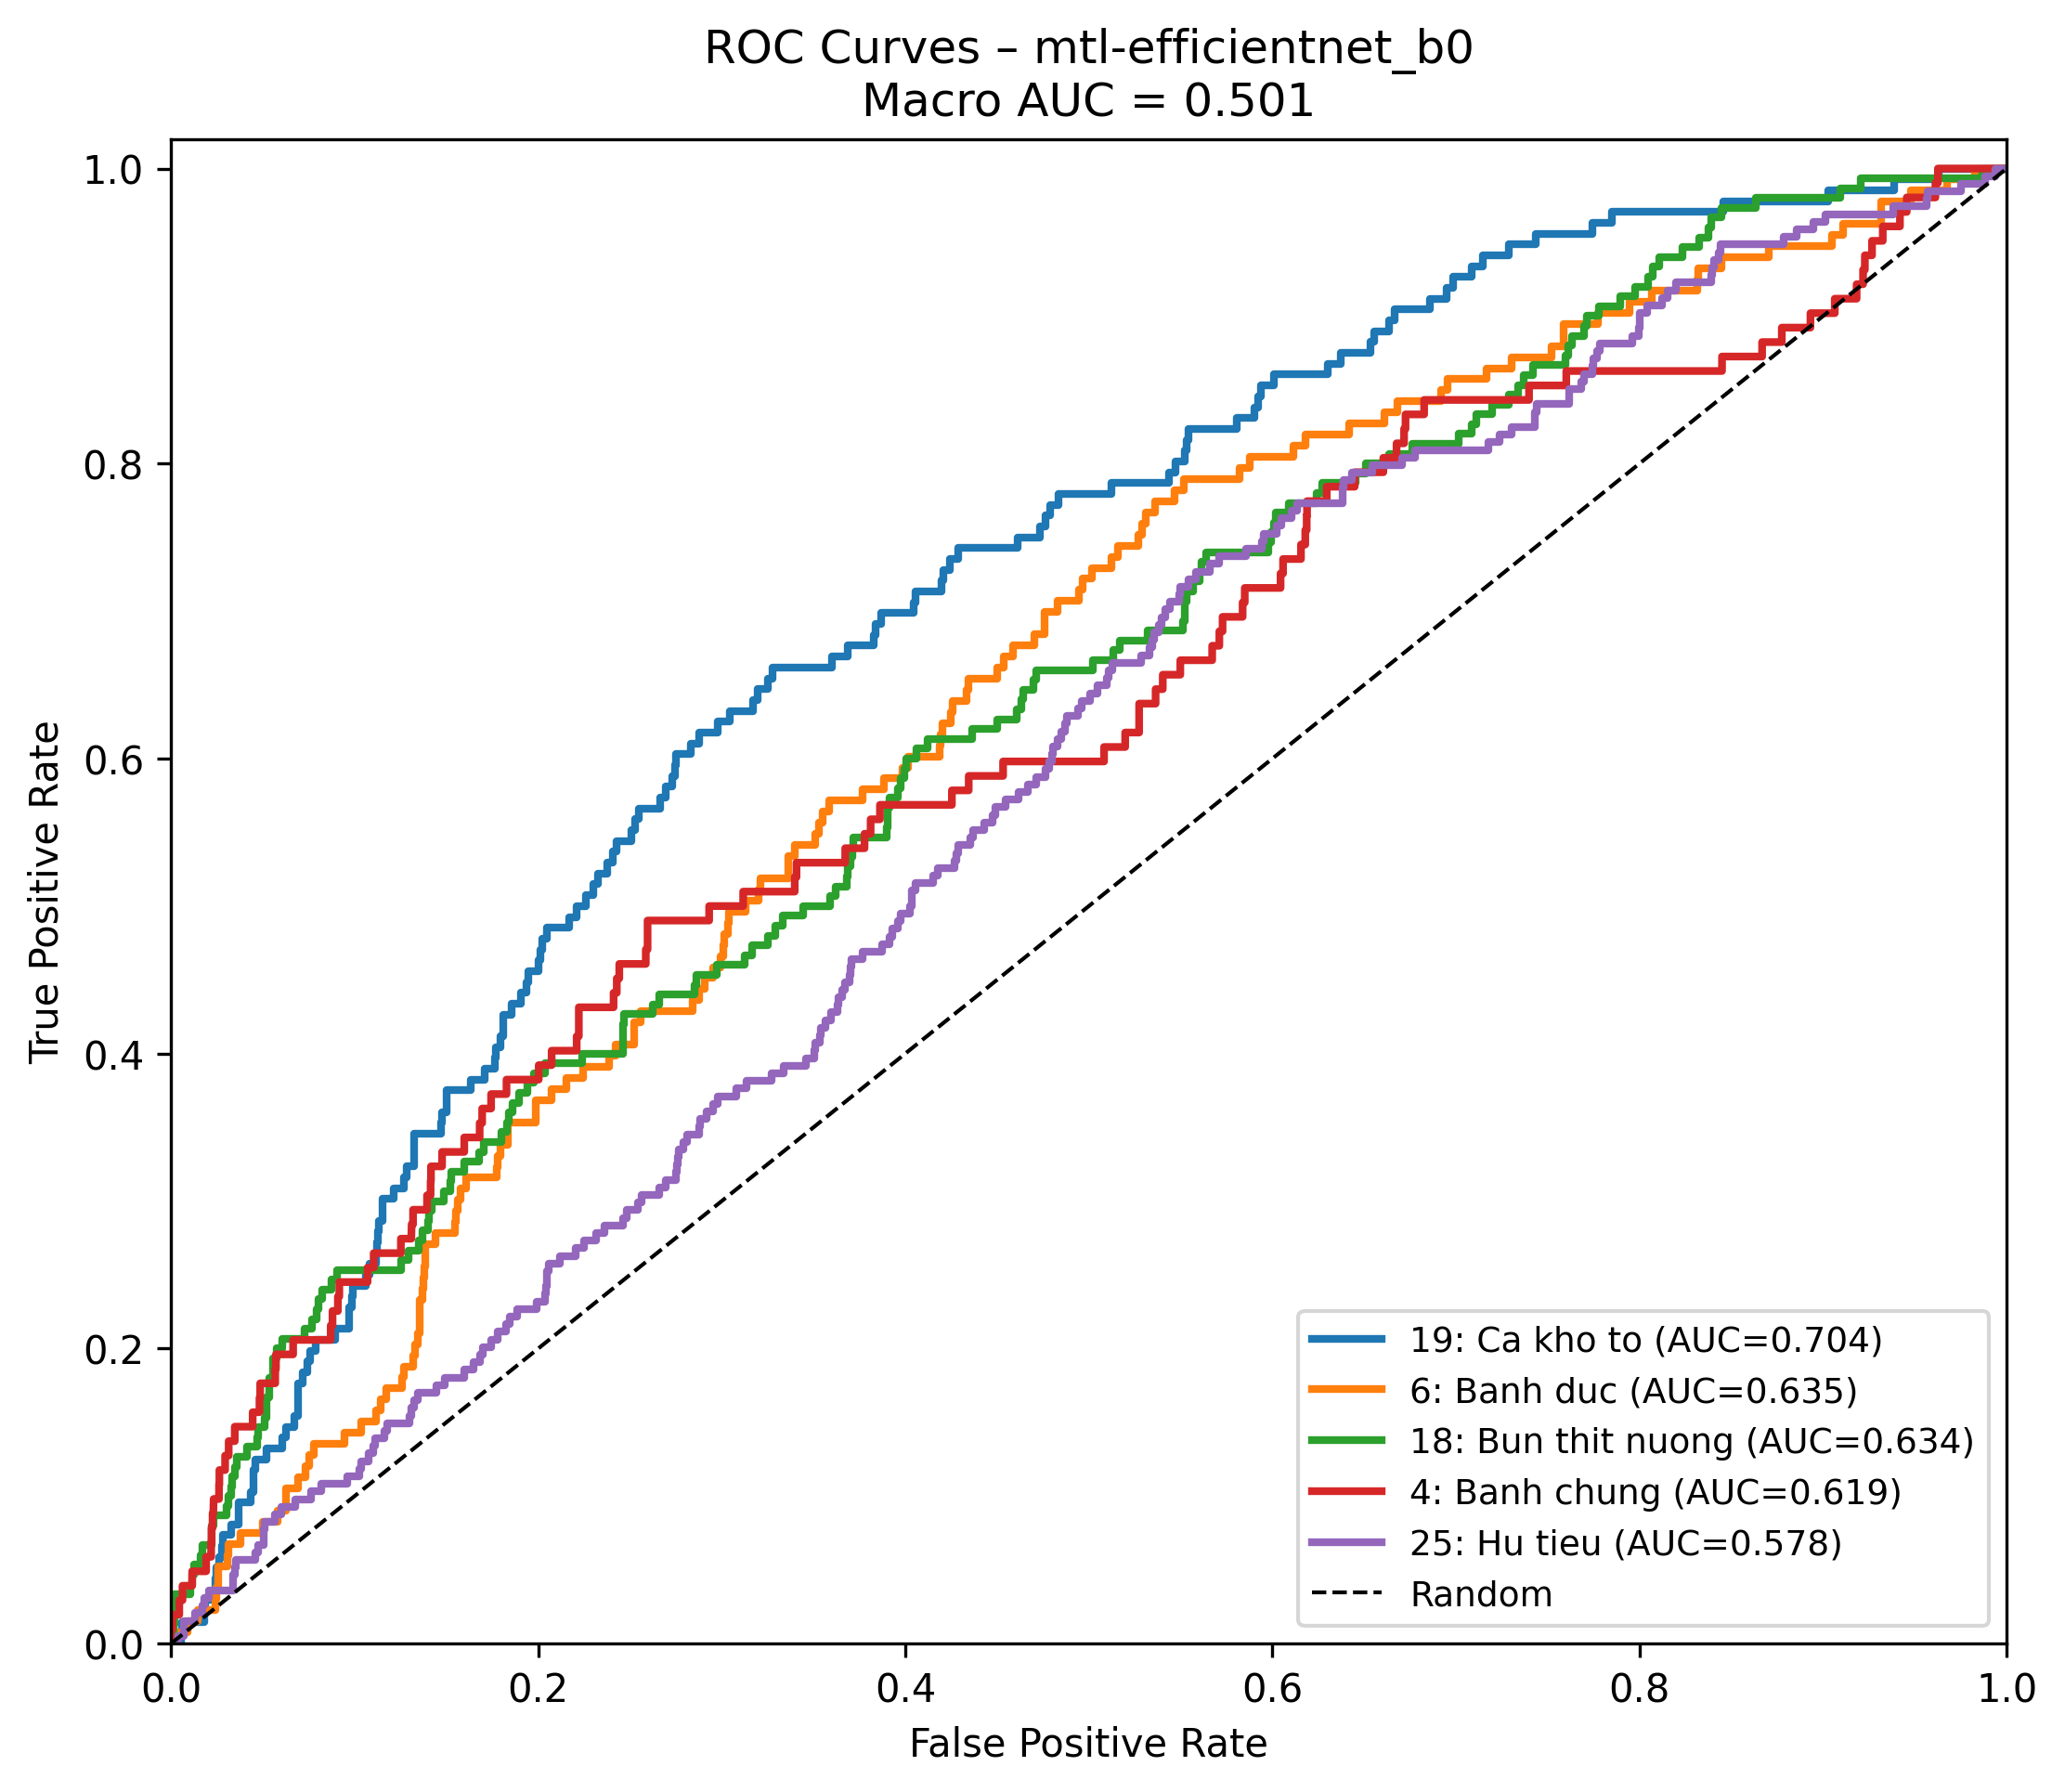 ROC Curves – mtl-efficientnet_b0
Macro AUC = 0.501
True Positive Rate
1.0
0.8
0.6
0.4
0.2
0.0
0.0
0.2
0.4
0.6
0.8
1.0
False Positive Rate
19: Ca kho to (AUC=0.704)
6: Banh duc (AUC=0.635)
18: Bun thit nuong (AUC=0.634)
4: Banh chung (AUC=0.619)
25: Hu tieu (AUC=0.578)
Random